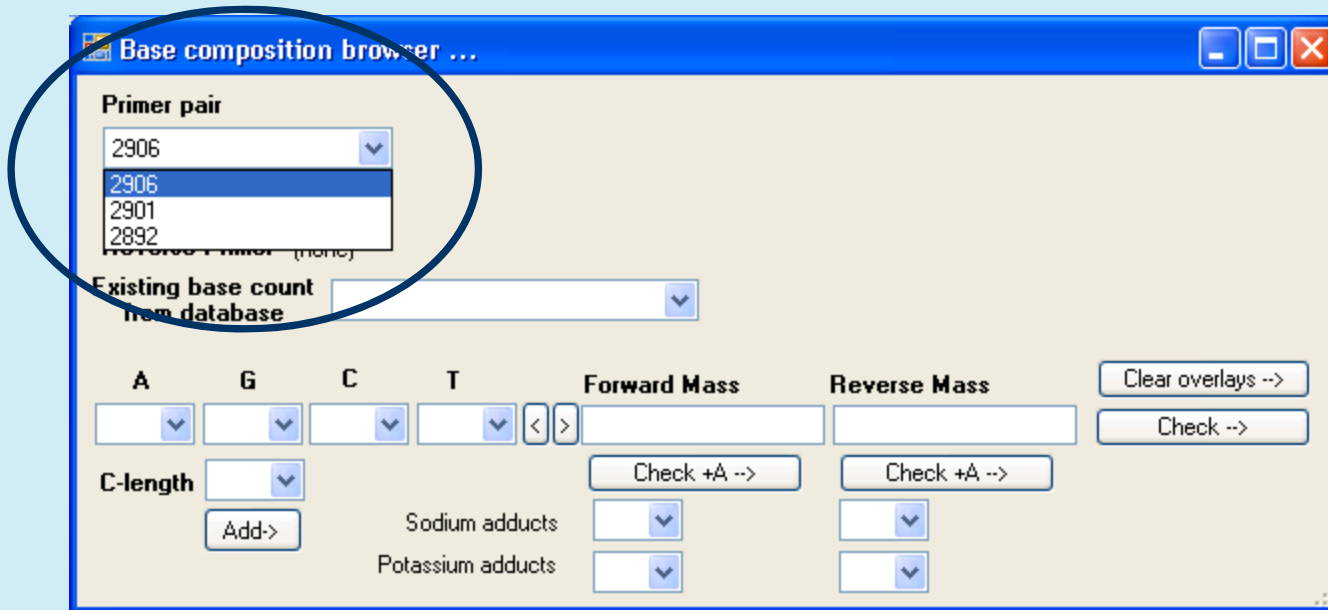 Base composition browser ...
Primer pair
2906
2906
2901
2892
(none)
Existing base count
from database
A G C T Forward Mass Reverse Mass Clear overlays -->
< > Check -->
C-length Check +A --> Check +A -->
Add-> Sodium adducts
Potassium adducts